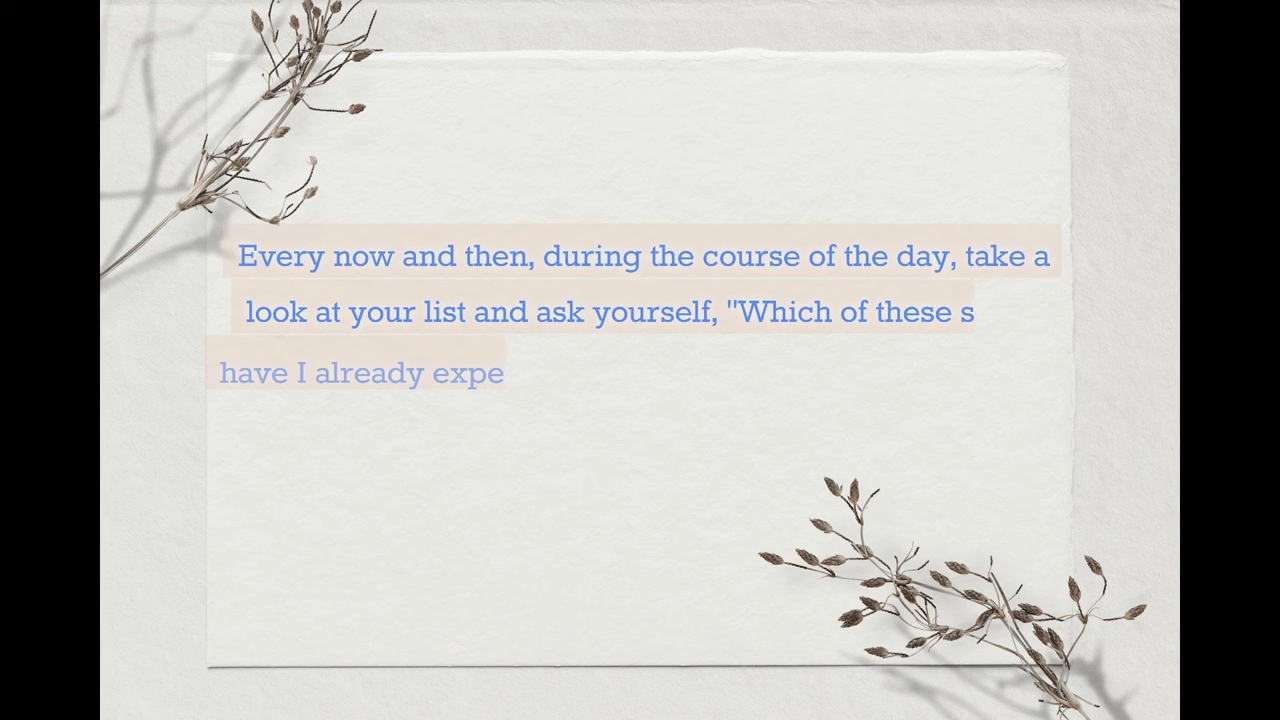 Every now and then, during the course of the day, take a
look at your list and ask yourself, "Which of these s
have I already expe